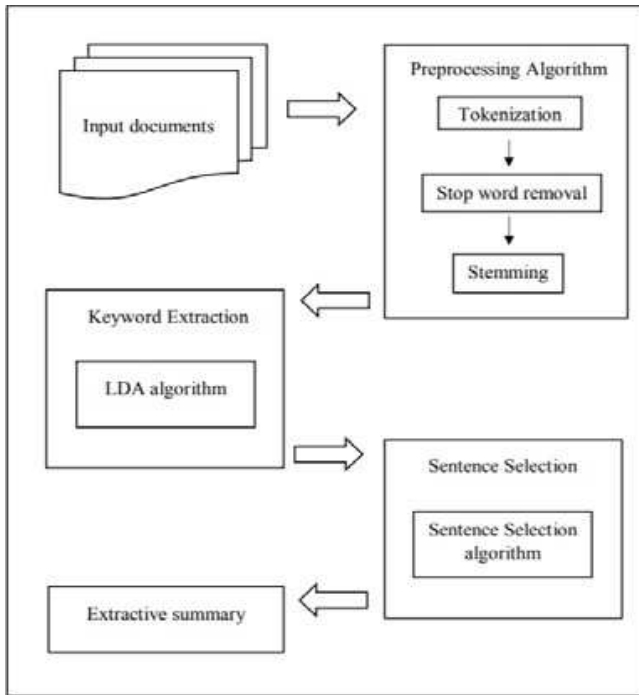 Input documents
Preprocessing Algorithm
Tokenization
Stop word removal
Stemming
Keyword Extraction
LDA algorithm
Sentence Selection
Sentence Selection
algorithm
Extractive summary